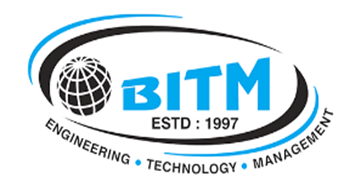 BITM
ESTD : 1997
ENGINEERING • TECHNOLOGY • MANAGEMENT